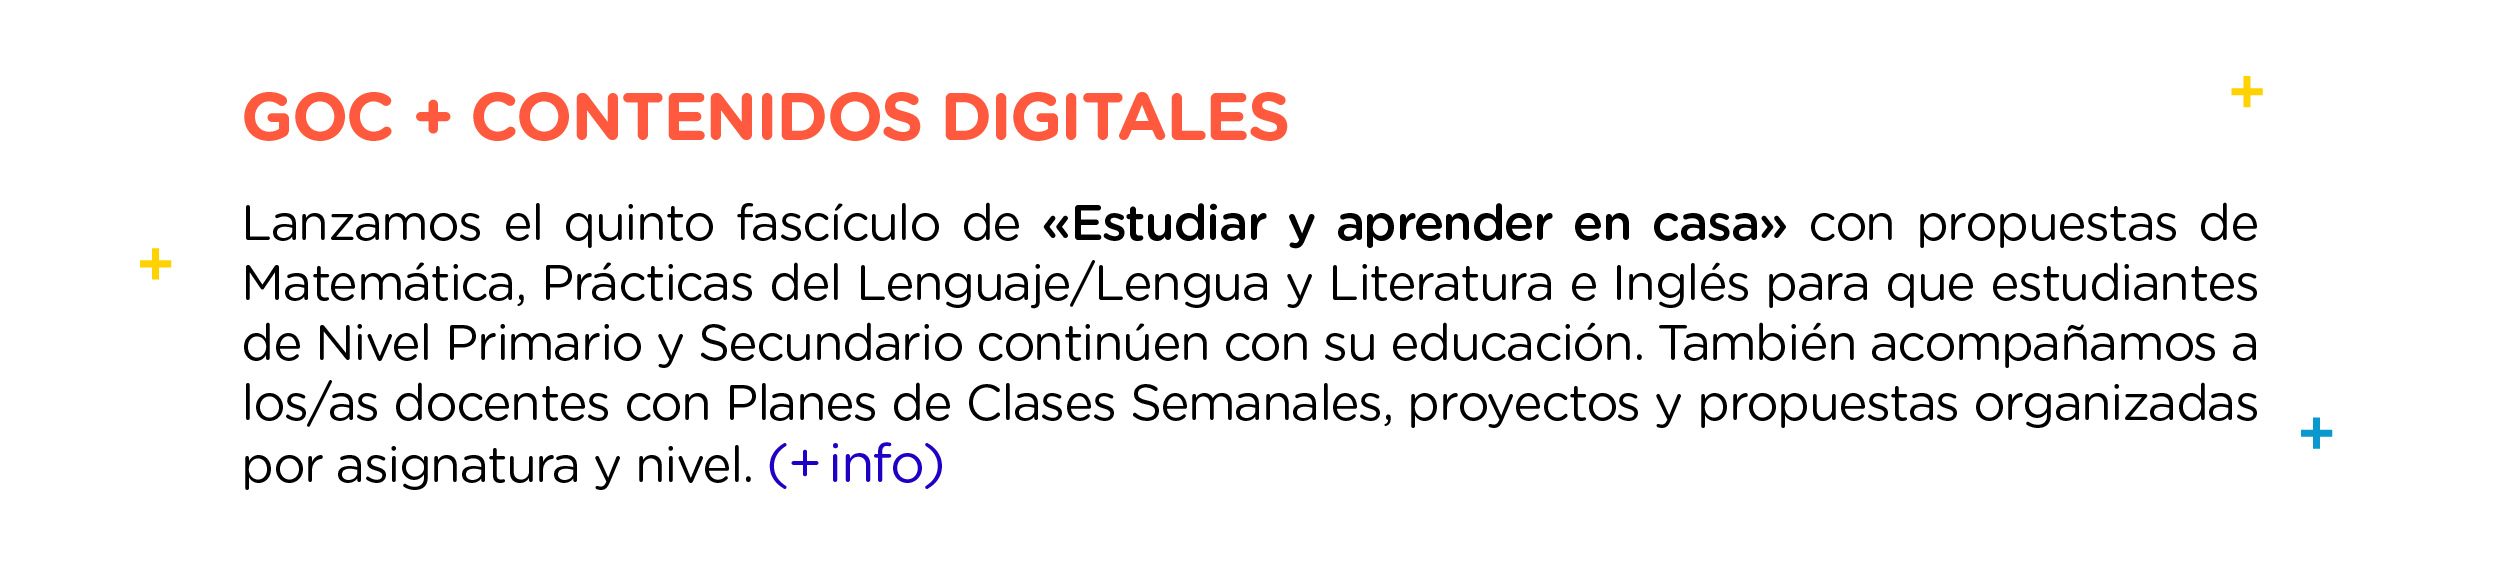 GOC + CONTENIDOS DIGITALES
Lanzamos el quinto fascículo de «Estudiar y aprender en casa» con propuestas de
Matemática, Prácticas del Lenguaje/Lengua y Literatura e Inglés para que estudiantes
de Nivel Primario y Secundario continúen con su educación. También acompañamos a
los/as docentes con Planes de Clases Semanales, proyectos y propuestas organizadas
por asignatura y nivel. (+ info)